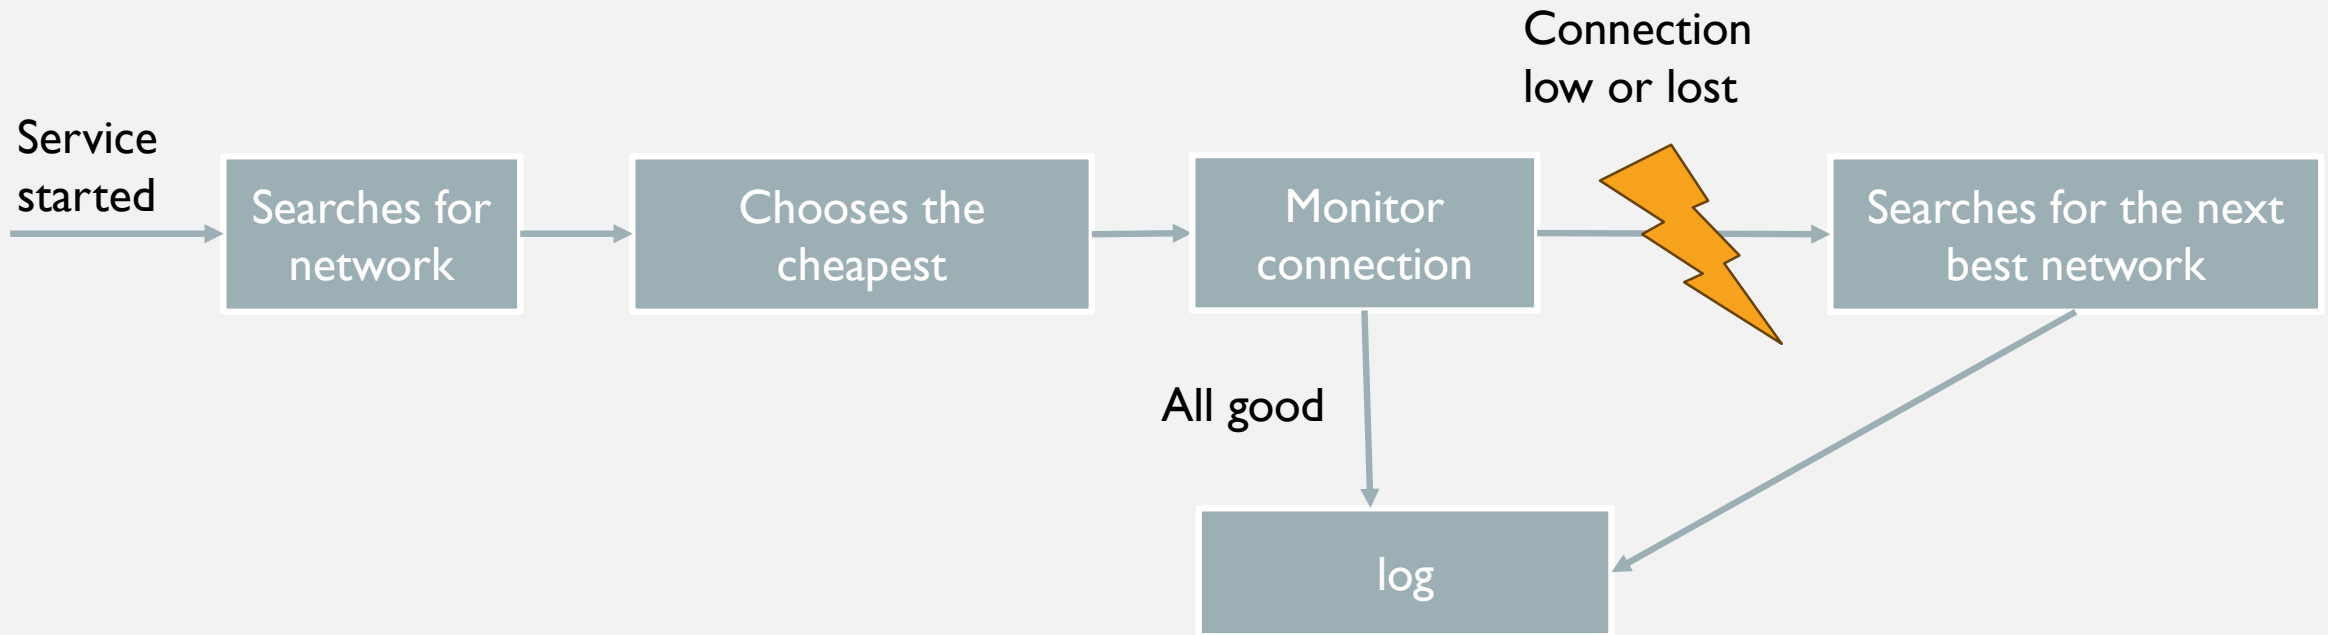 Service
started
Searches for
network
Chooses the
cheapest
Monitor
connection
Connection
low or lost
Searches for the next
best network
All good
log